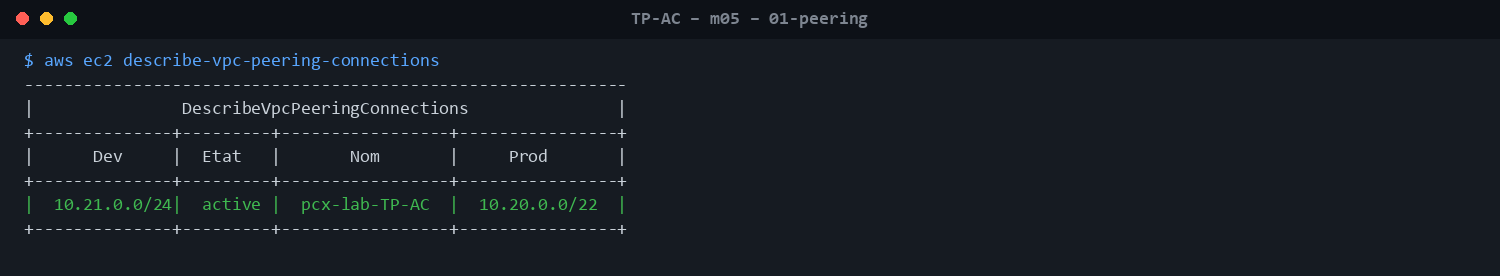 TP-AC – m05 – 01-peering
$ aws ec2 describe-vpc-peering-connections
-------------------------------------------------------------
|               DescribeVpcPeeringConnections               |
+--------------+---------+-----------------+----------------+
|      Dev     |  Etat   |       Nom       |     Prod       |
+--------------+---------+-----------------+----------------+
|  10.21.0.0/24|  active |  pcx-lab-TP-AC  |  10.20.0.0/22  |
+--------------+---------+-----------------+----------------+